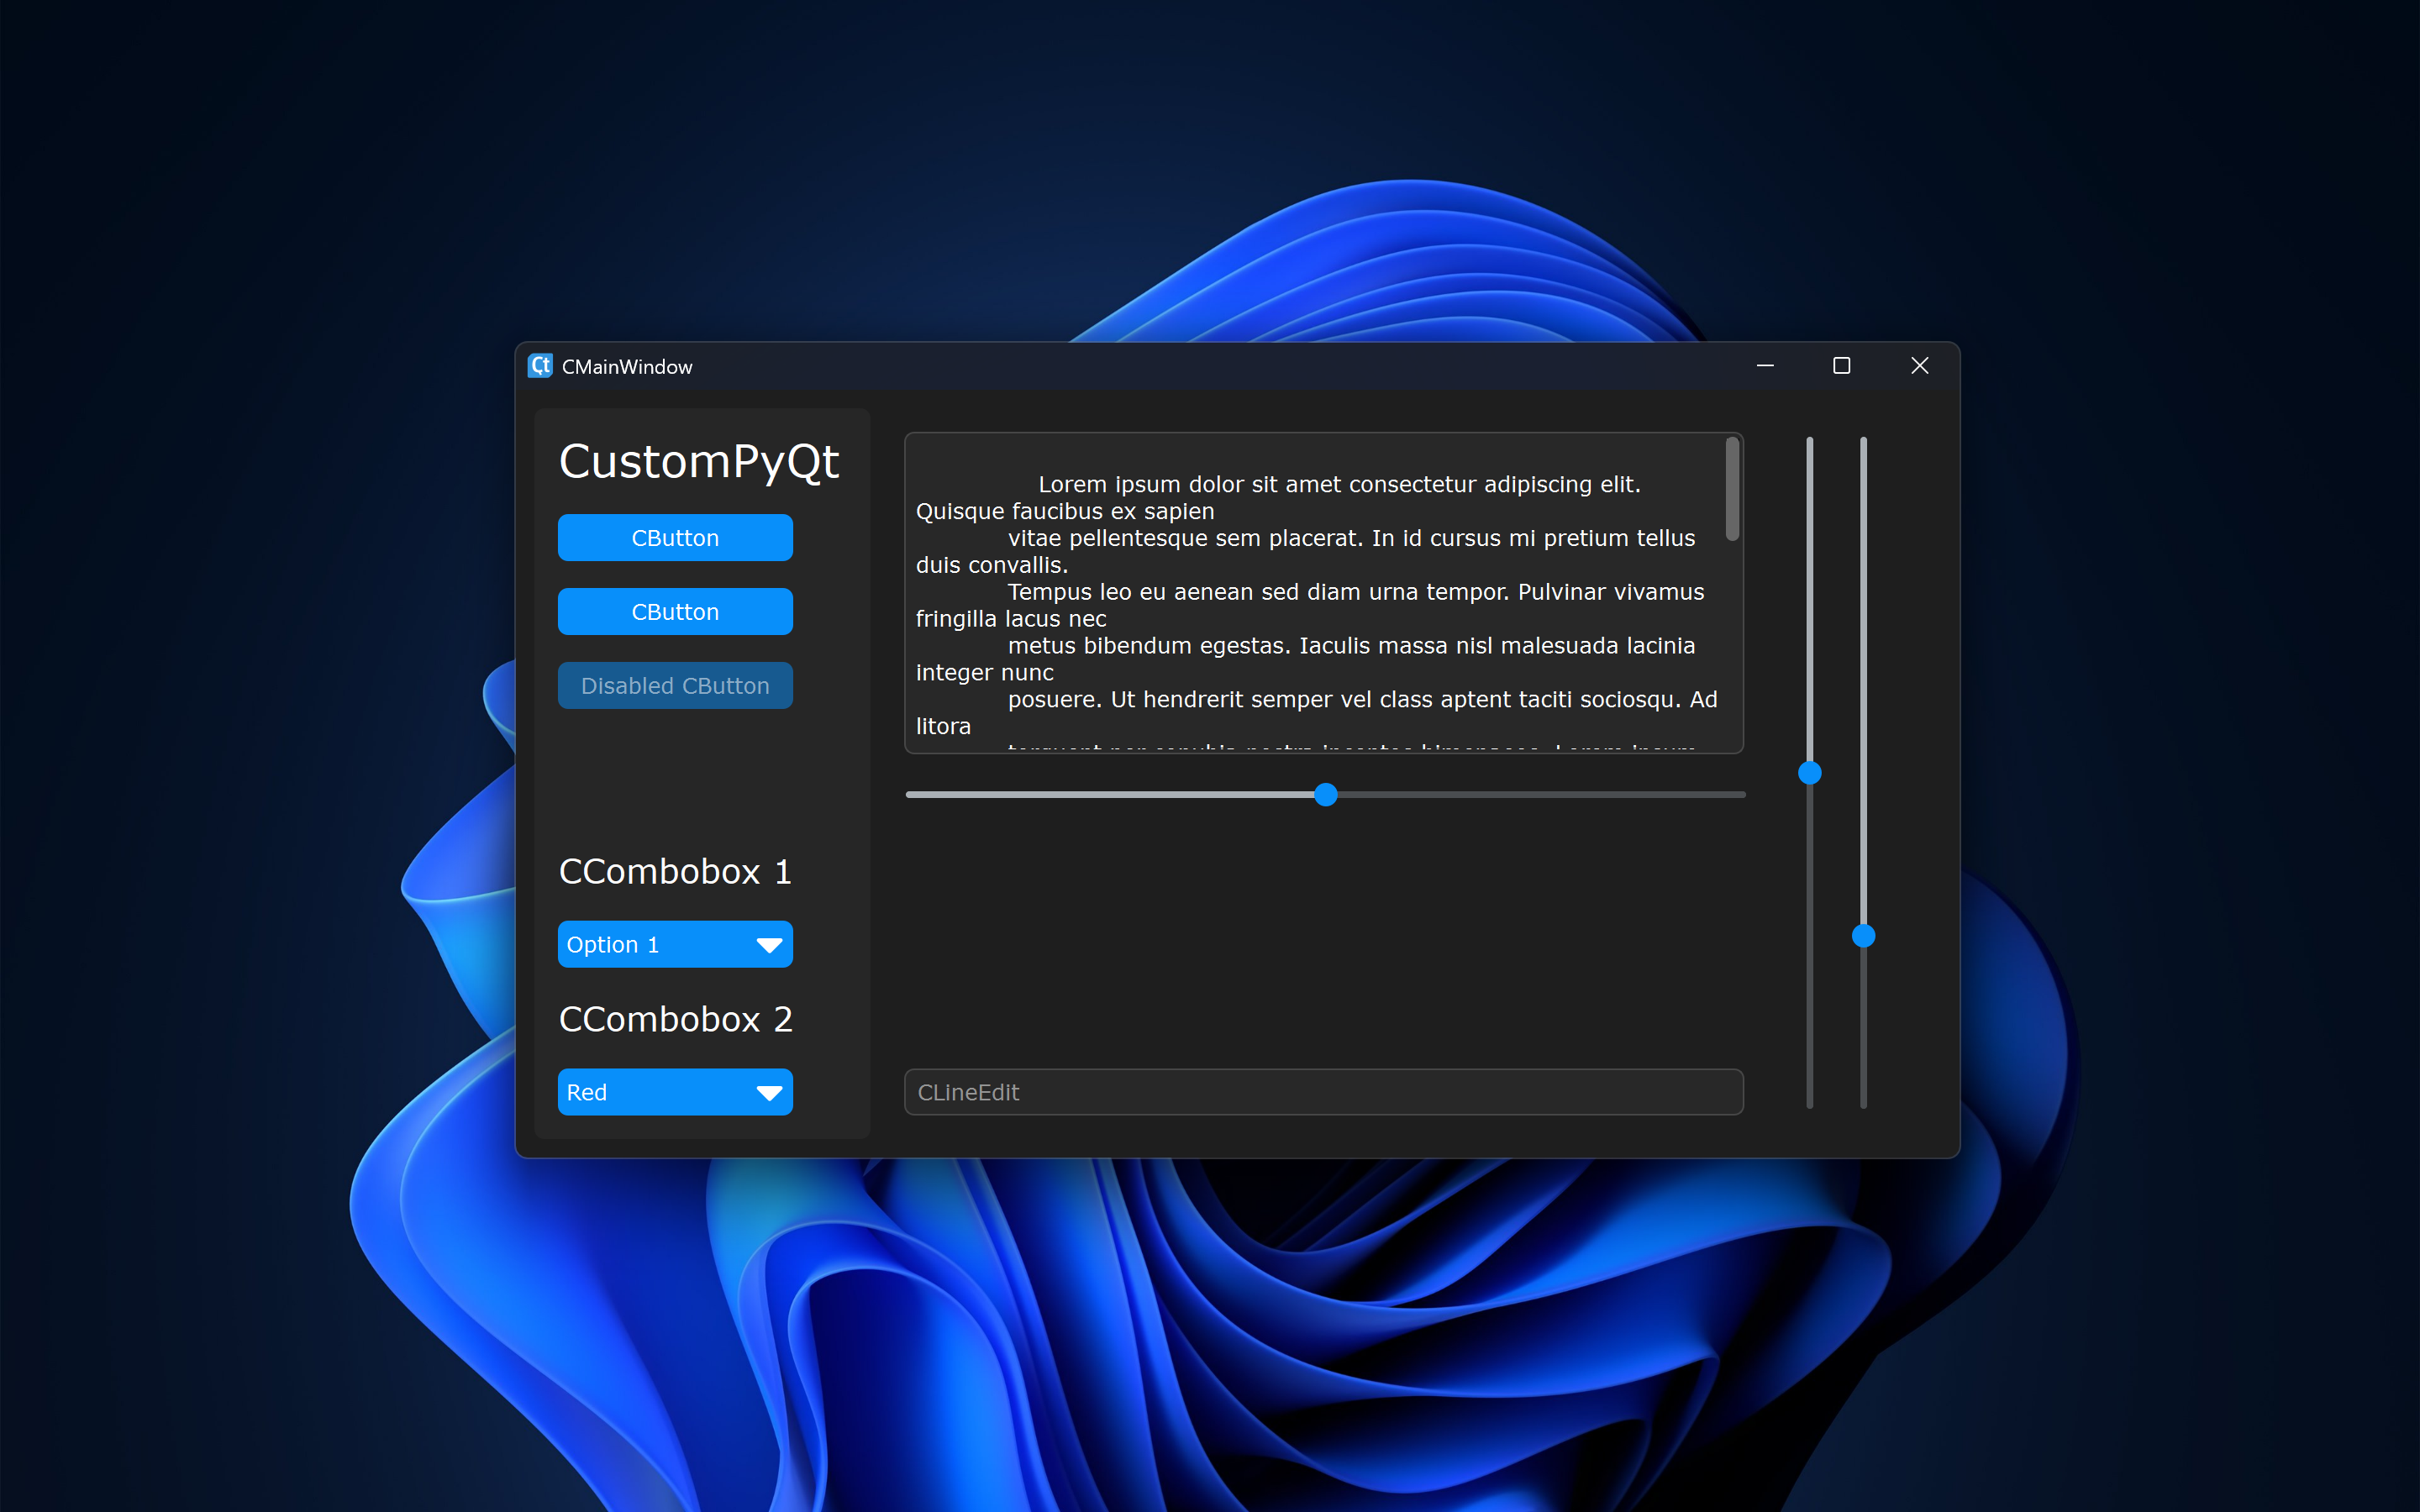 Ct CMainWindow
CustomPyQt
CButton
CButton
Disabled CButton
CCombobox 1
Option 1
CCombobox 2
Red
Lorem ipsum dolor sit amet consectetur adipiscing elit.
Quisque faucibus ex sapien
vitae pellentesque sem placerat. In id cursus mi pretium tellus
duis convallis.
Tempus leo eu aenean sed diam urna tempor. Pulvinar vivamus
fringilla lacus nec
metus bibendum egestas. Iaculis massa nisl malesuada lacinia
integer nunc
posuere. Ut hendrerit semper vel class aptent taciti sociosqu. Ad
litora
CLineEdit